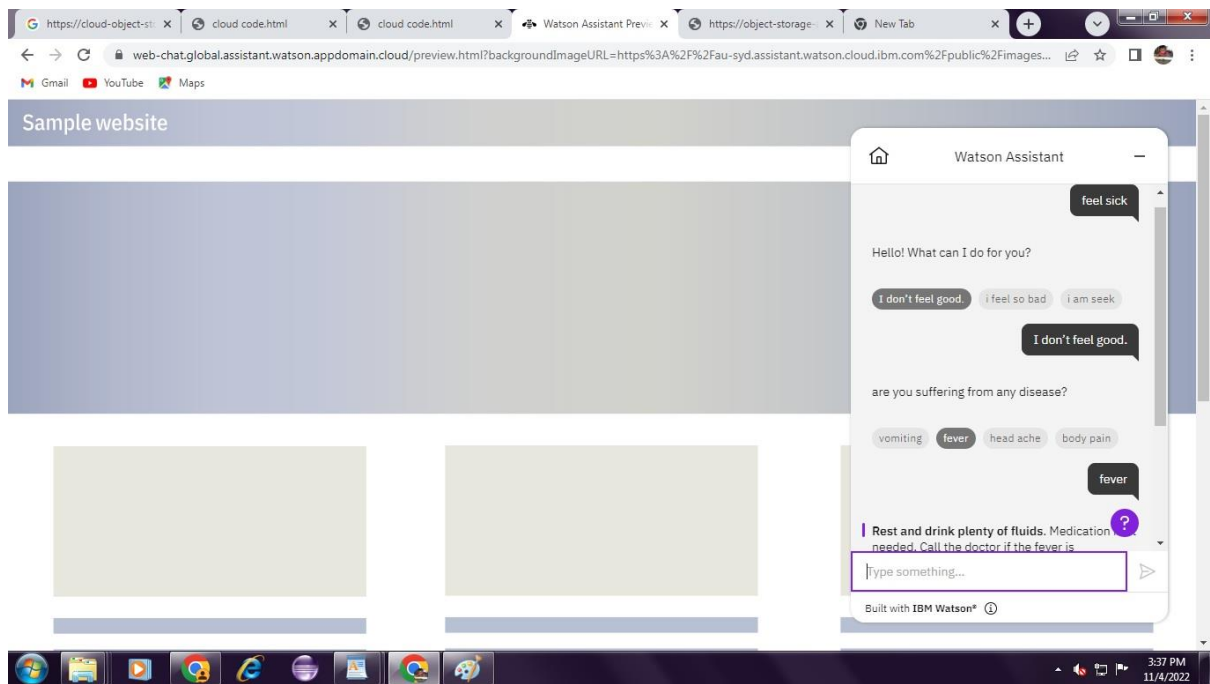 https://cloud-object-st
cloud code.html
cloud code.html
Watson Assistant Previe
https://object-storage-
New Tab
web-chat.global.assistant.watson.appdomain.cloud/preview.html?backgroundImageURL=https%3A%2F%2Fau-syd.assistant.watson.cloud.ibm.com%2Fpublic%2Fimages...
Gmail YouTube Maps
Sample website
Watson Assistant
feel sick
Hello! What can I do for you?
I don't feel good. i feel so bad i am seek
I don't feel good.
are you suffering from any disease?
vomiting fever head ache body pain
fever
Rest and drink plenty of fluids. Medication
?
needed. Call the doctor if the fever is
Type something...
Built with IBM Watson®
3:37 PM
11/4/2022